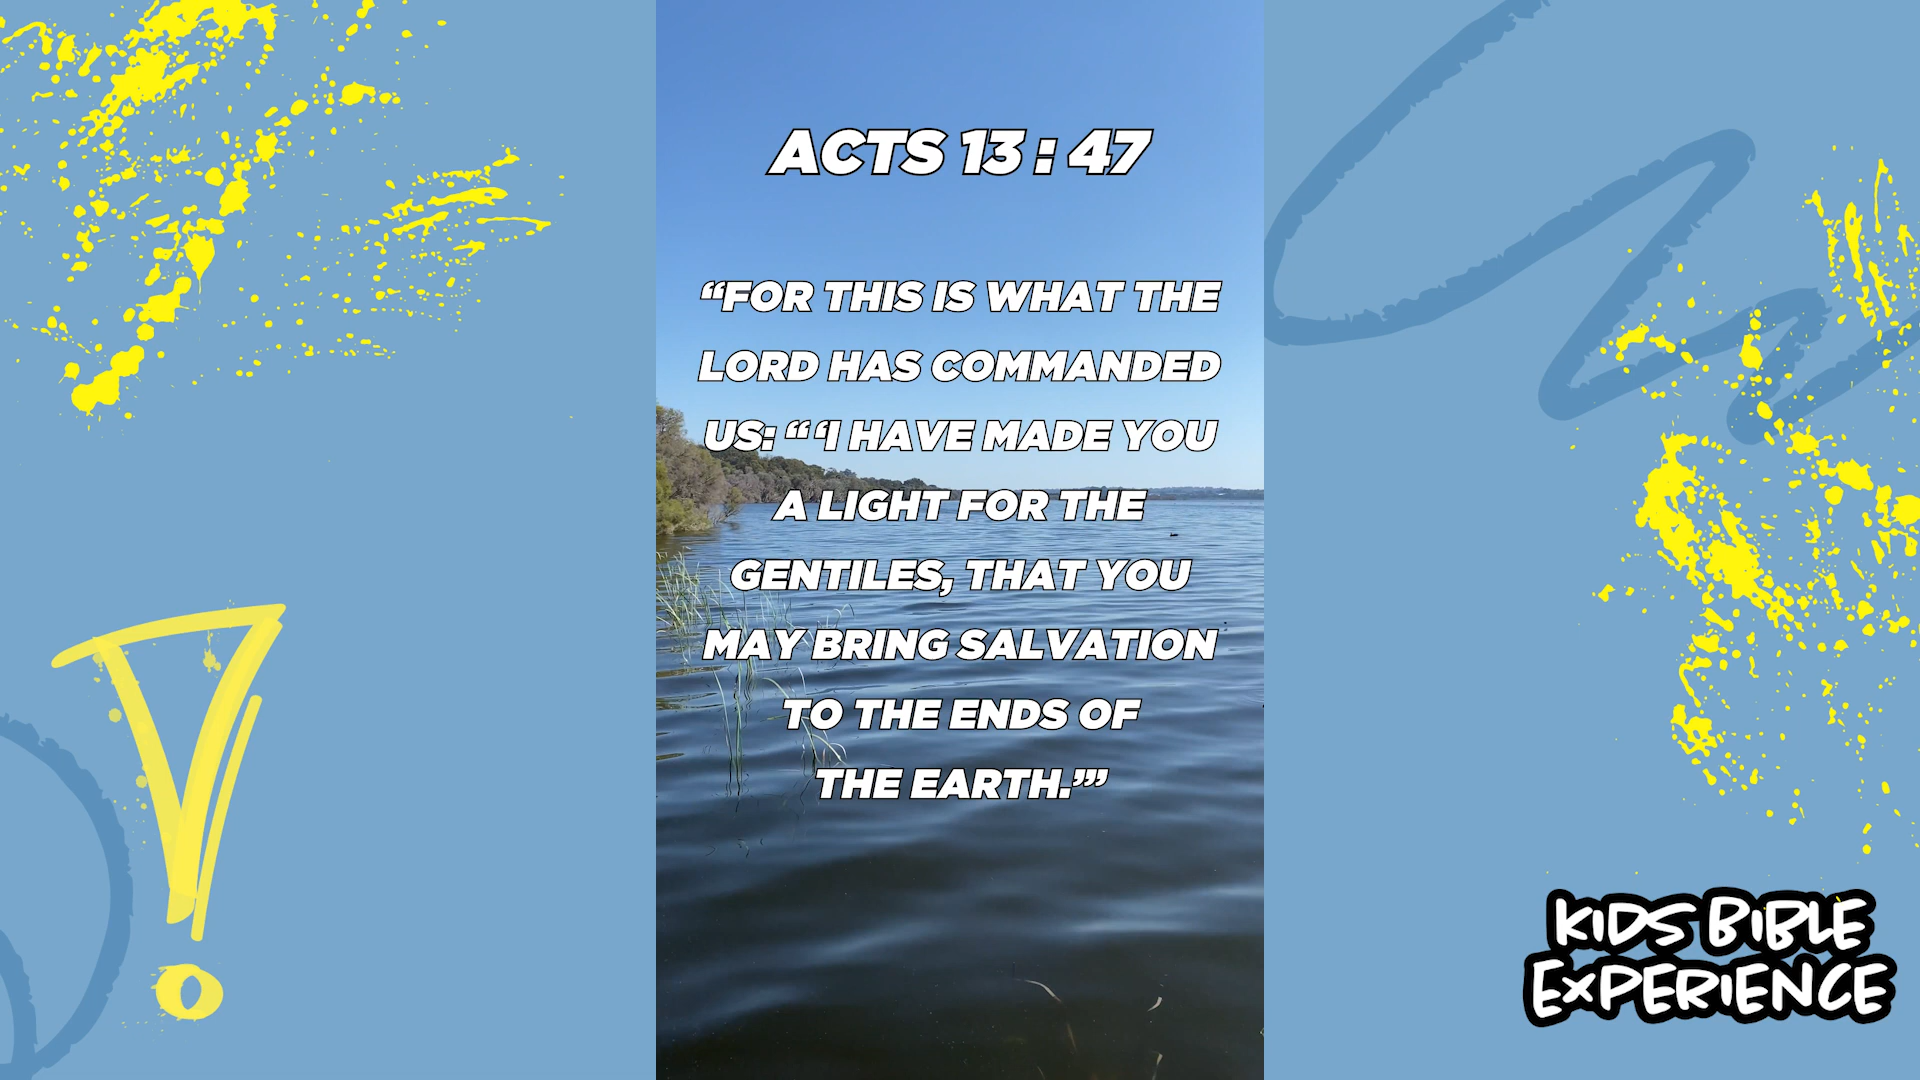 ACTS 13 : 47
“FOR THIS IS WHAT THE
LORD HAS COMMANDED
US: “ ‘I HAVE MADE YOU
A LIGHT FOR THE
GENTILES, THAT YOU
MAY BRING SALVATION
TO THE ENDS OF
THE EARTH.’”
KIDS BIBLE
EXPERIENCE